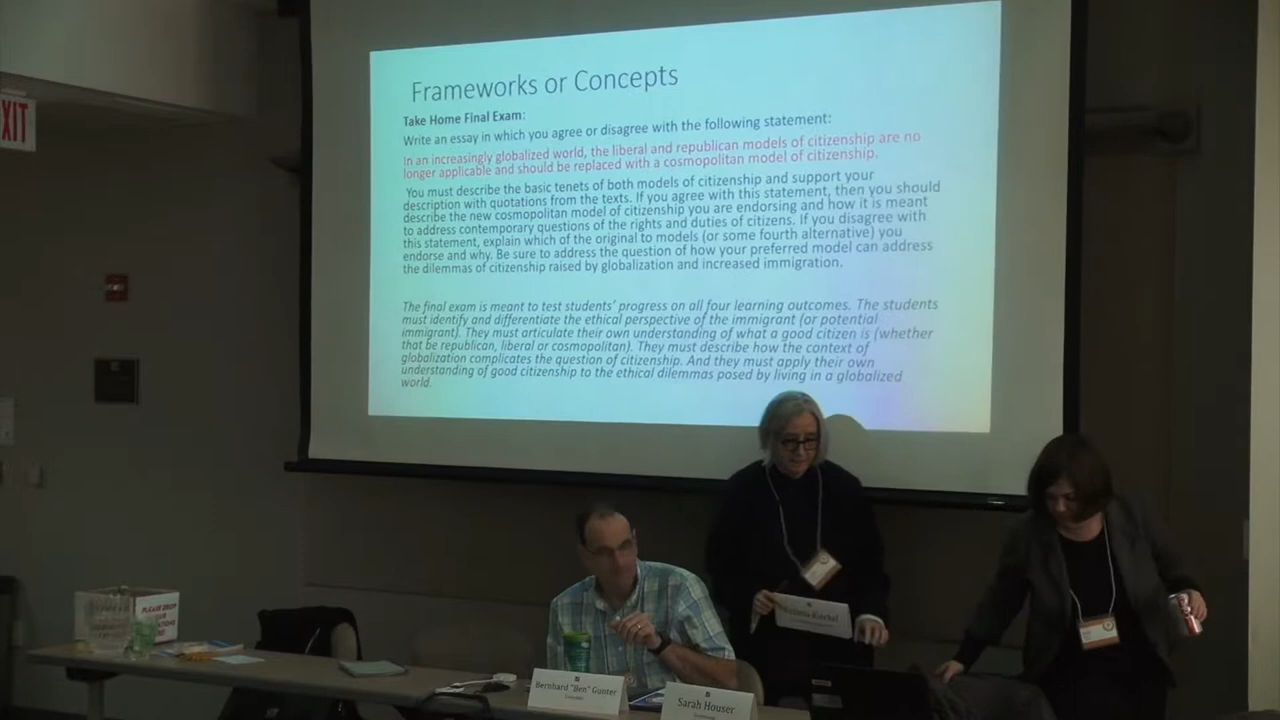 XIT
Frameworks or Concepts
Take Home Final Exam:
Write an essay in which you agree or disagree with the following statement:
In an increasingly globalized world, the liberal and republican models of citizenship are no
longer applicable and should be replaced with a cosmopolitan model of citizenship.
You must describe the basic tenets of both models of citizenship and support your
description with quotations from the texts. If you agree with this statement, then you should
describe the new cosmopolitan model of citizenship you are endorsing and how it is meant
to address contemporary questions of the rights and duties of citizens. If you disagree with
this statement, explain which of the original to models (or some fourth alternative) you
endorse and why. Be sure to address the question of how your preferred model can address
the dilemmas of citizenship raised by globalization and increased immigration.
The final exam is meant to test students' progress on all four learning outcomes. The students
must identify and differentiate the ethical perspective of the immigrant (or potential
immigrant). They must articulate their own understanding of what a good citizen is (whether
that be republican, liberal or cosmopolitan). They must describe how the context of
globalization complicates the question of citizenship. And they must apply their own
understanding of good citizenship to the ethical dilemmas posed by living in a globalized
world.
PLEASE DROP
Bernhard "Ben" Gunter
Sarah Houser